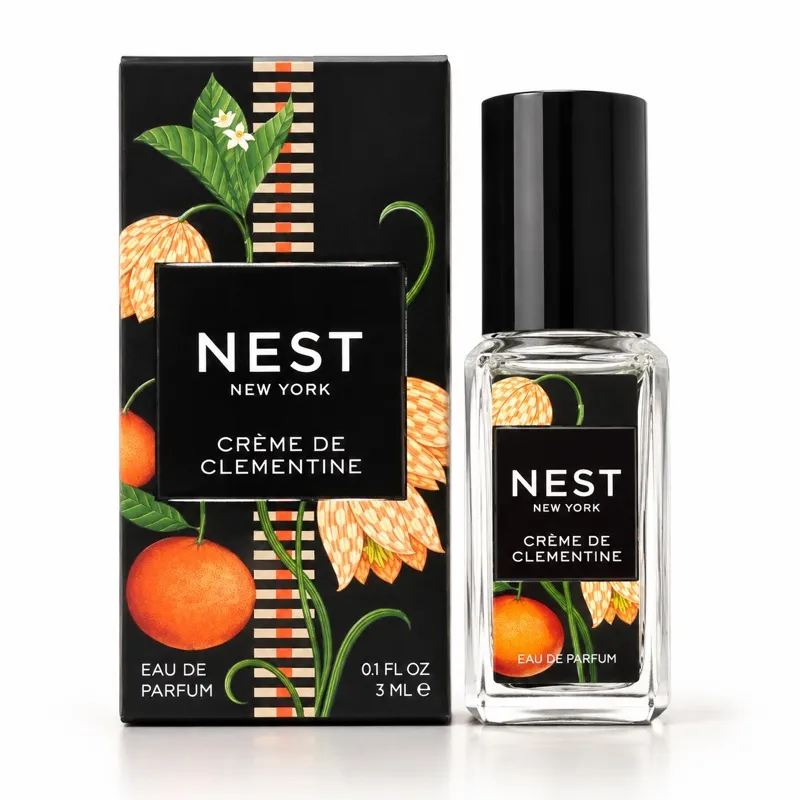 NEST
NEW YORK
CRÈME DE
CLEMENTINE
EAU DE
PARFUM
0.1 FL OZ
3 ML ℮
NEST
NEW YORK
CRÈME DE
CLEMENTINE
EAU DE PARFUM